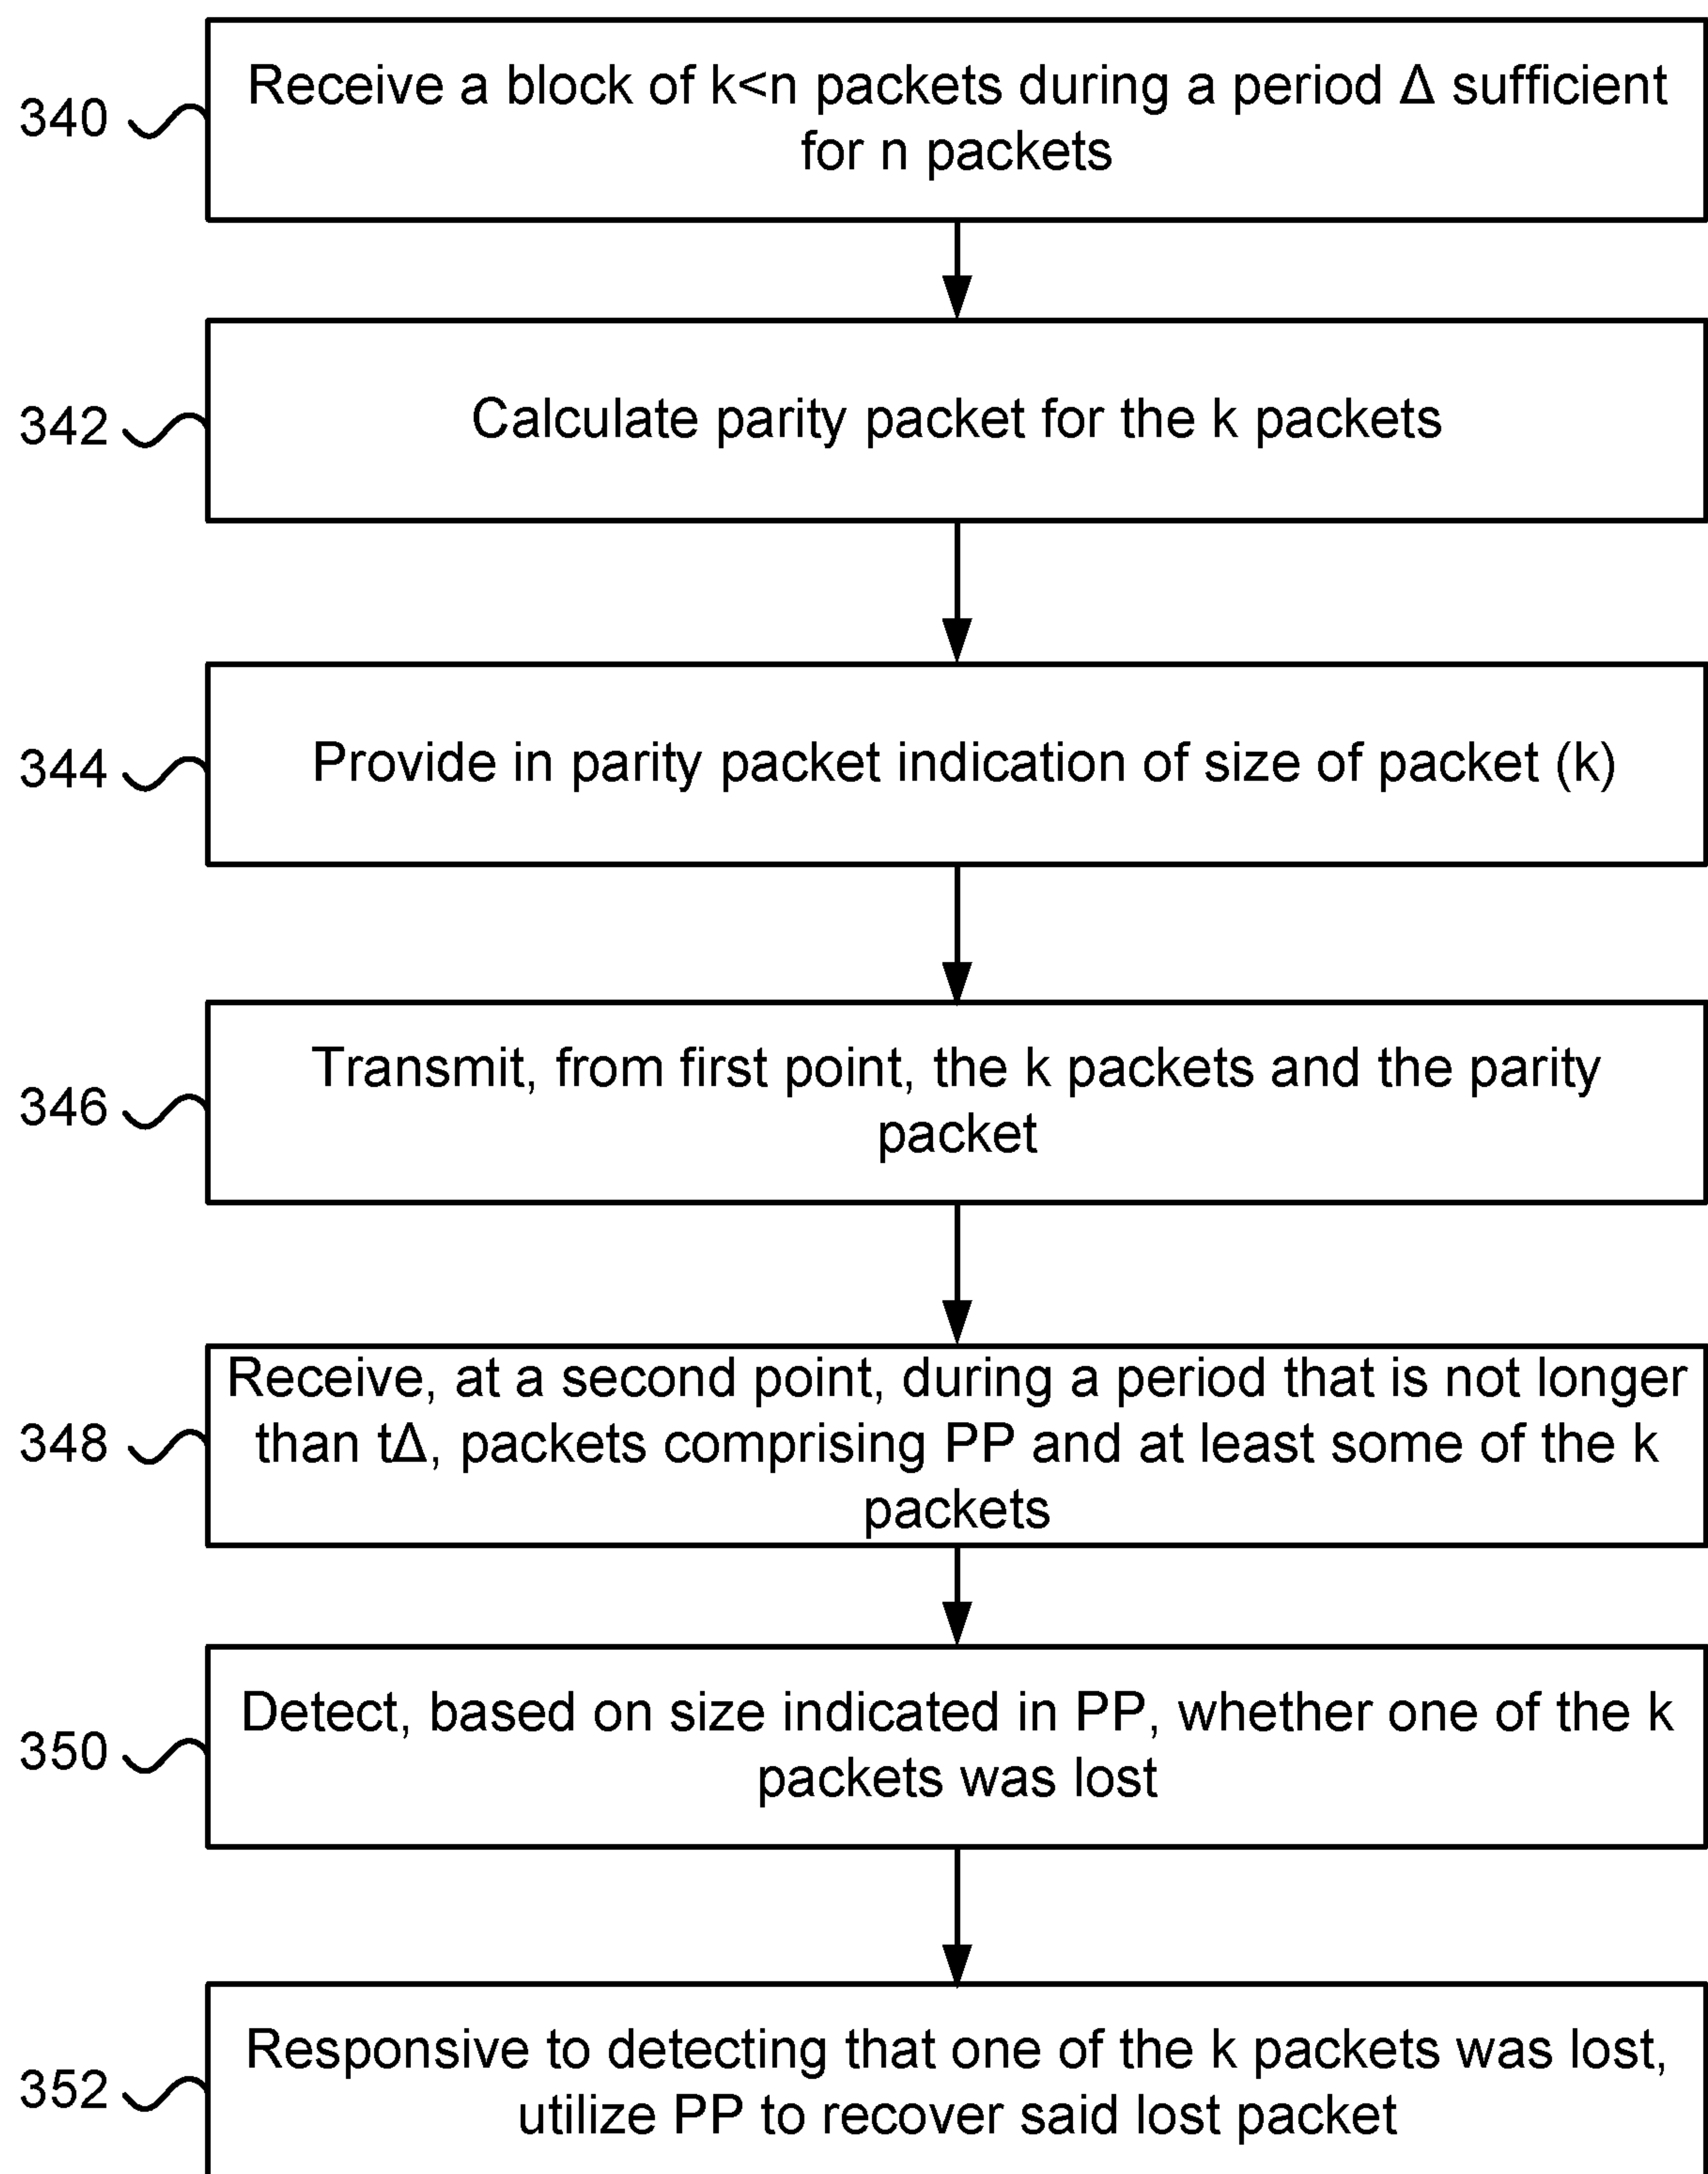 340
Receive a block of k<n packets during a period Δ sufficient
for n packets
342
Calculate parity packet for the k packets
344
Provide in parity packet indication of size of packet (k)
346
Transmit, from first point, the k packets and the parity
packet
348
Receive, at a second point, during a period that is not longer
than tΔ, packets comprising PP and at least some of the k
packets
350
Detect, based on size indicated in PP, whether one of the k
packets was lost
352
Responsive to detecting that one of the k packets was lost,
utilize PP to recover said lost packet